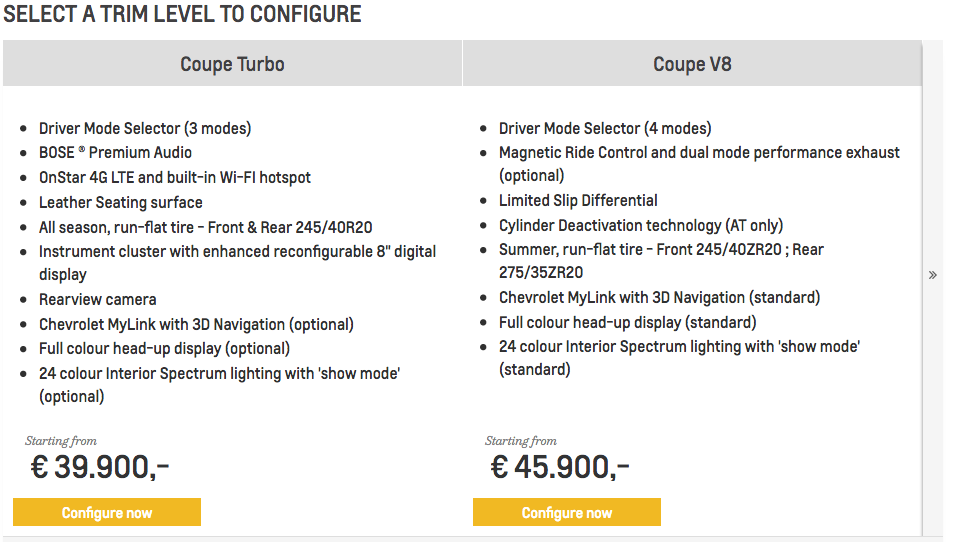 SELECT A TRIM LEVEL TO CONFIGURE
Coupe Turbo
• Driver Mode Selector (3 modes)
• BOSE ® Premium Audio
• OnStar 4G LTE and built-in Wi-FI hotspot
• Leather Seating surface
• All season, run-flat tire - Front & Rear 245/40R20
• Instrument cluster with enhanced reconfigurable 8" digital
display
• Rearview camera
• Chevrolet MyLink with 3D Navigation (optional)
• Full colour head-up display (optional)
• 24 colour Interior Spectrum lighting with 'show mode'
(optional)
Starting from
€ 39.900,-
Configure now
Coupe V8
• Driver Mode Selector (4 modes)
• Magnetic Ride Control and dual mode performance exhaust
(optional)
• Limited Slip Differential
• Cylinder Deactivation technology (AT only)
• Summer, run-flat tire - Front 245/40ZR20 ; Rear
275/35ZR20
• Chevrolet MyLink with 3D Navigation (standard)
• Full colour head-up display (standard)
• 24 colour Interior Spectrum lighting with 'show mode'
(standard)
Starting from
€ 45.900,-
Configure now
»